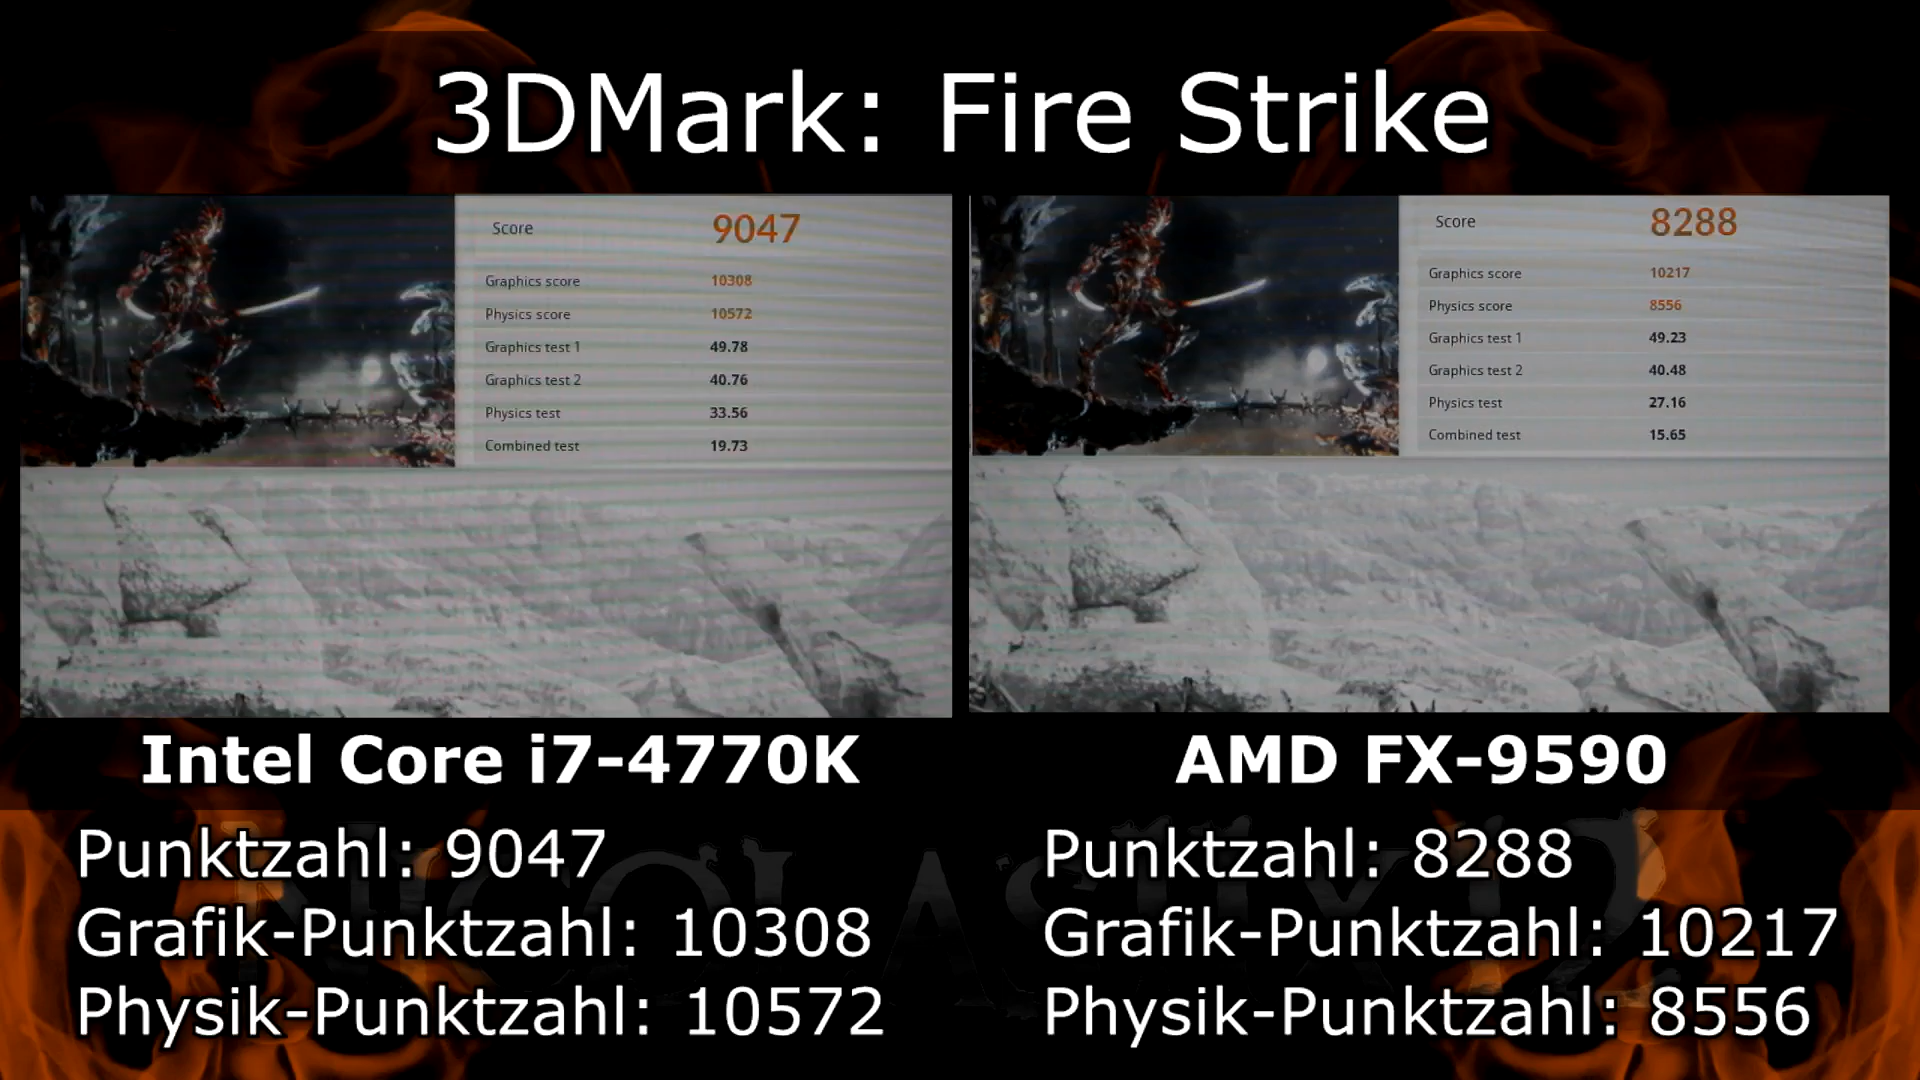 3DMark: Fire Strike
Score 9047
Graphics score 10308
Physics score 10572
Graphics test 1 49.78
Graphics test 2 40.76
Physics test 33.56
Combined test 19.73
Score 8288
Graphics score 10217
Physics score 8556
Graphics test 1 49.23
Graphics test 2 40.48
Physics test 27.16
Combined test 15.65
Intel Core i7-4770K
Punktzahl: 9047
Grafik-Punktzahl: 10308
Physik-Punktzahl: 10572
AMD FX-9590
Punktzahl: 8288
Grafik-Punktzahl: 10217
Physik-Punktzahl: 8556